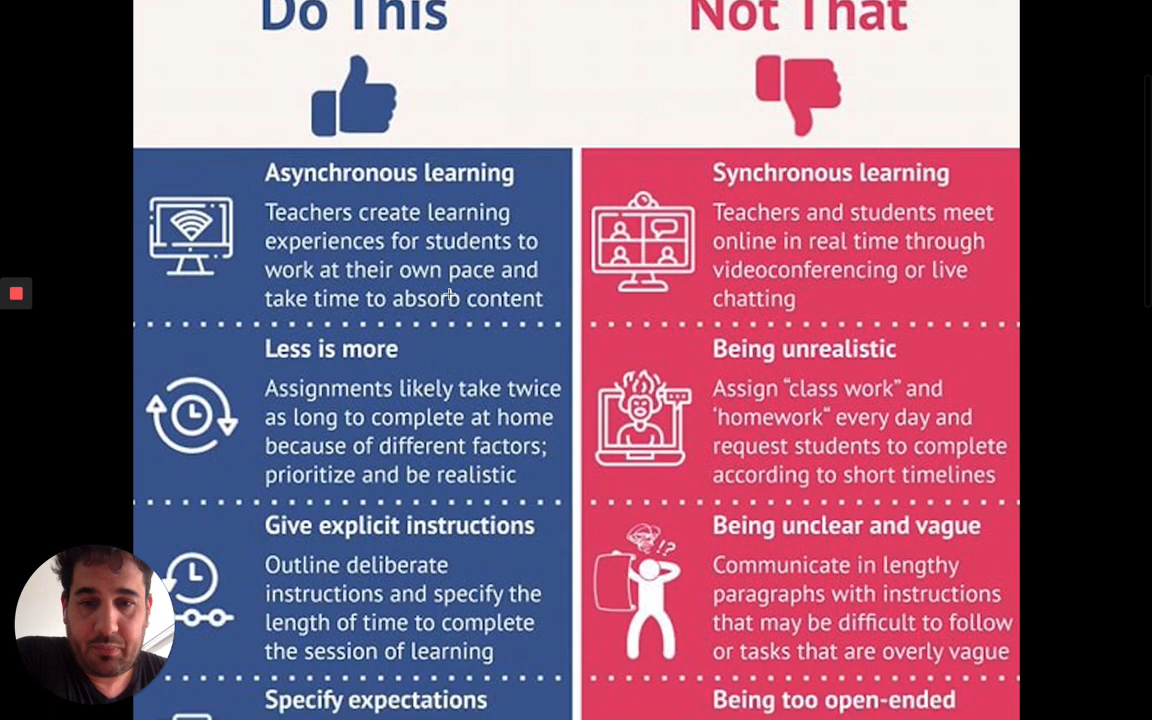 Do This
Not That
Asynchronous learning
Teachers create learning
experiences for students to
work at their own pace and
take time to absorb content
Synchronous learning
Teachers and students meet
online in real time through
videoconferencing or live
chatting
Less is more
Assignments likely take twice
as long to complete at home
because of different factors;
prioritize and be realistic
Being unrealistic
Assign “class work” and
‘homework“ every day and
request students to complete
according to short timelines
Give explicit instructions
Outline deliberate
instructions and specify the
length of time to complete
the session of learning
Being unclear and vague
!?
Communicate in lengthy
paragraphs with instructions
that may be difficult to follow
or tasks that are overly vague
Specify expectations
Being too open-ended